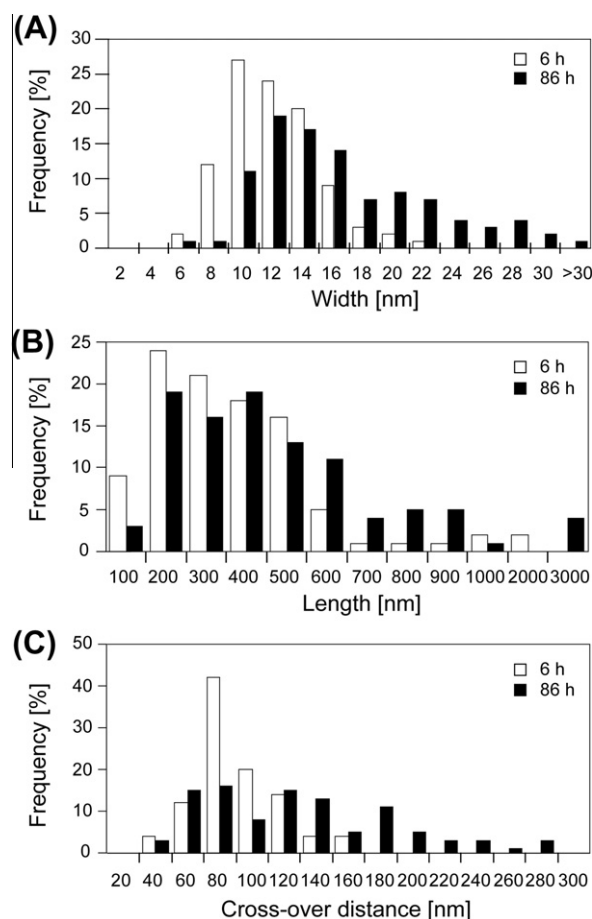 (A)
Frequency [%]
30
25
20
15
10
5
0
6 h
86 h
2 4 6 8 10 12 14 16 18 20 22 24 26 28 30 >30
Width [nm]
(B)
Frequency [%]
25
20
15
10
5
0
6 h
86 h
100 200 300 400 500 600 700 800 900 1000 2000 3000
Length [nm]
(C)
Frequency [%]
50
40
30
20
10
0
6 h
86 h
20 40 60 80 100 120 140 160 180 200 220 240 260 280 300
Cross-over distance [nm]